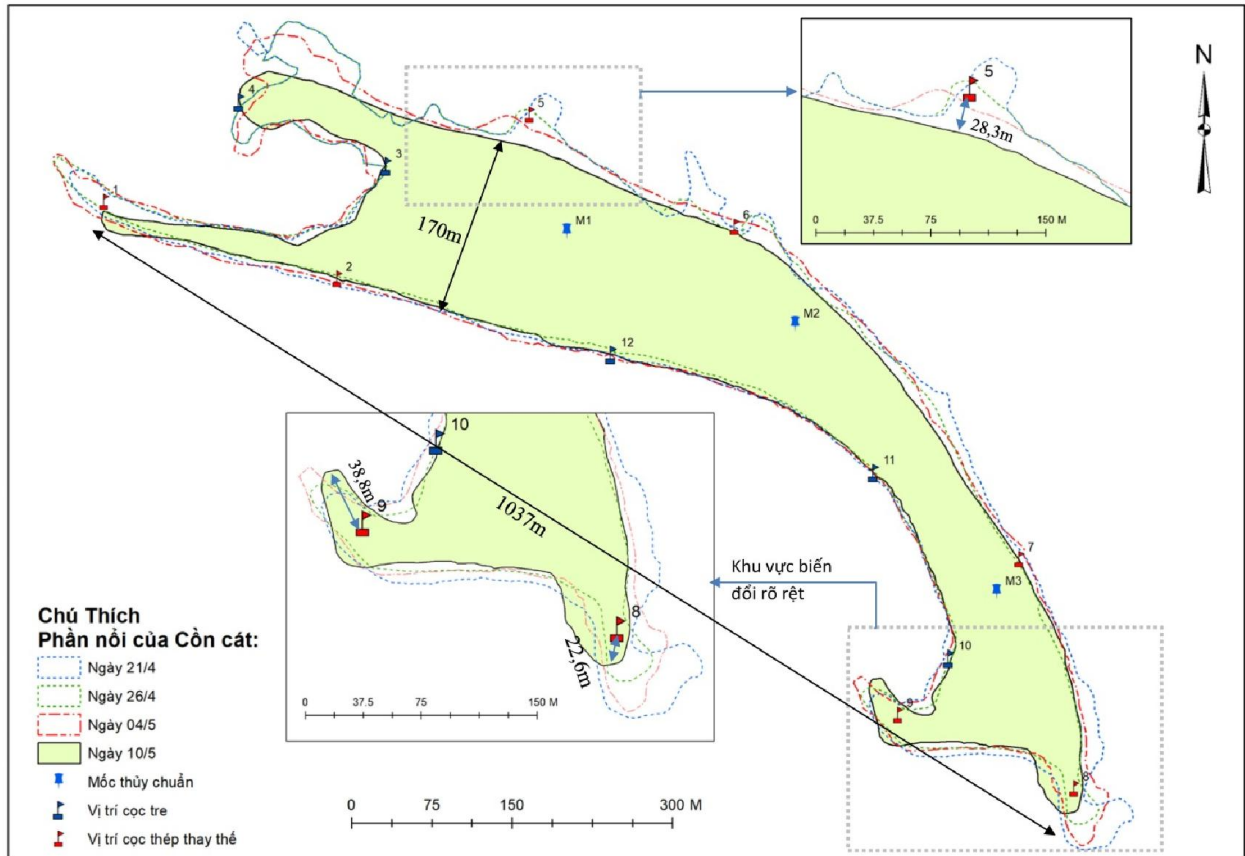 N
5
28,3m
0 37.5 75 150 M
4
5
3
1
6
M1
170m
2
M2
12
10
11
38,8m
9
1037m
7
Khu vực biến
đổi rõ rệt
M3
8
22,6m
10
0 37.5 75 150 M
9
8
Chú Thích
Phần nổi của Cồn cát:
Ngày 21/4
Ngày 26/4
Ngày 04/5
Ngày 10/5
Mốc thủy chuẩn
Vị trí cọc tre
Vị trí cọc thép thay thế
0 75 150 300 M